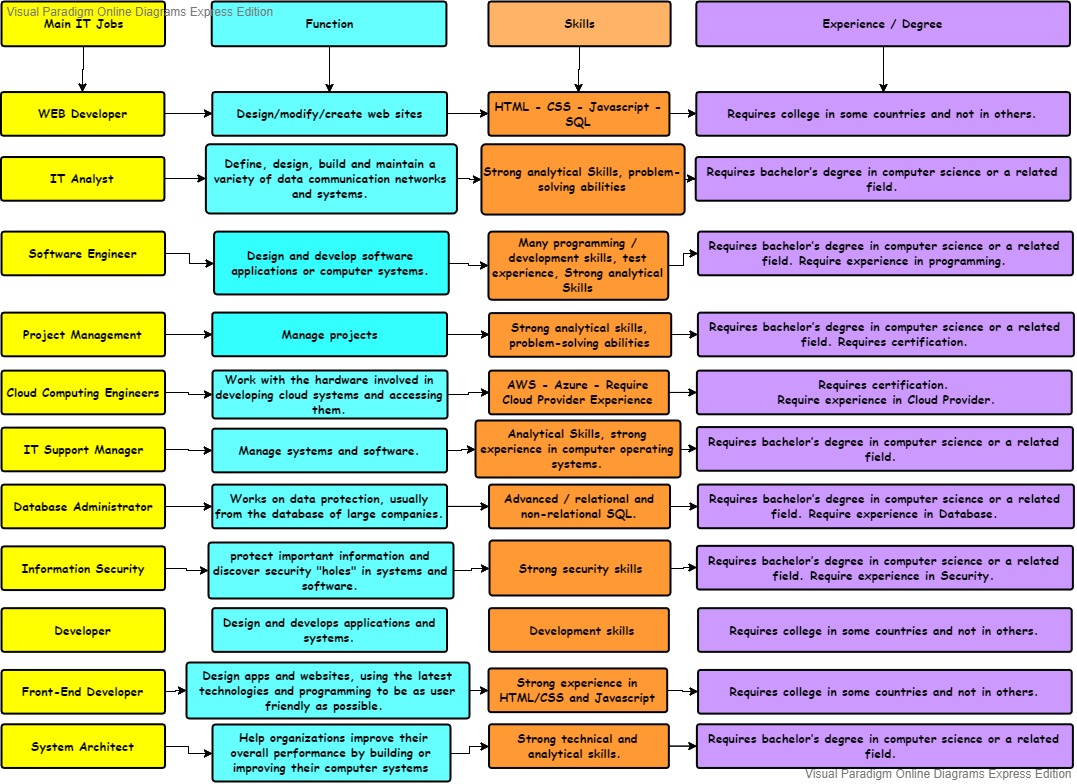 Visual Paradigm Online Diagrams Express Edition
Main IT Jobs
Function
Skills
Experience / Degree
WEB Developer
Design/modify/create web sites
HTML - CSS - Javascript -
SQL
Requires college in some countries and not in others.
IT Analyst
Define, design, build and maintain a
variety of data communication networks
and systems.
Strong analytical Skills, problem-
solving abilities
Requires bachelor's degree in computer science or a related
field.
Software Engineer
Design and develop software
applications or computer systems.
Many programming /
development skills, test
experience, Strong analytical
Skills
Requires bachelor's degree in computer science or a related
field. Require experience in programming.
Project Management
Manage projects
Strong analytical skills,
problem-solving abilities
Requires bachelor's degree in computer science or a related
field. Requires certification.
Cloud Computing Engineers
Work with the hardware involved in
developing cloud systems and accessing
them.
AWS - Azure - Require
Cloud Provider Experience
Requires certification.
Require experience in Cloud Provider.
IT Support Manager
Manage systems and software.
Analytical Skills, strong
experience in computer operating
systems.
Requires bachelor's degree in computer science or a related
field.
Database Administrator
Works on data protection, usually
from the database of large companies.
Advanced / relational and
non-relational SQL.
Requires bachelor's degree in computer science or a related
field. Require experience in Database.
Information Security
protect important information and
discover security "holes" in systems and
software.
Strong security skills
Requires bachelor's degree in computer science or a related
field. Require experience in Security.
Developer
Design and develops applications and
systems.
Development skills
Requires college in some countries and not in others.
Front-End Developer
Design apps and websites, using the latest
technologies and programming to be as user
friendly as possible.
Strong experience in
HTML/CSS and Javascript
Requires college in some countries and not in others.
System Architect
Help organizations improve their
overall performance by building or
improving their computer systems
Strong technical and
analytical skills.
Requires bachelor's degree in computer science or a related
field.
Visual Paradigm Online Diagrams Express Edition